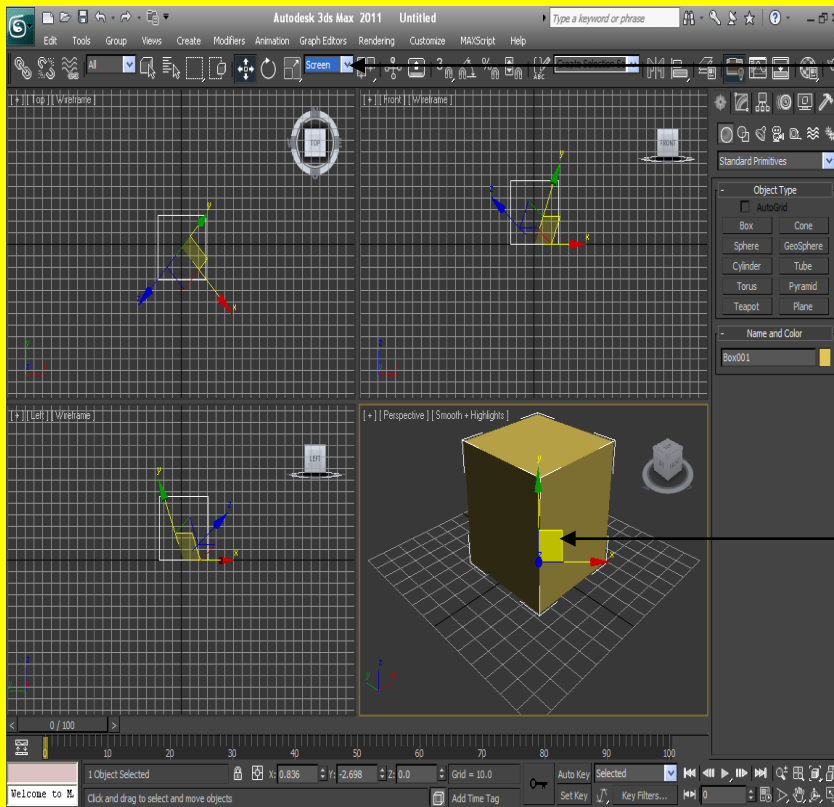 Autodesk 3ds Max 2011 Untitled
Type a keyword or phrase
Edit Tools Group Views Create Modifiers Animation Graph Editors Rendering Customize MAXScript Help
All
Screen
ABC
[ + ] [ Top ] [ Wireframe ]
TOP
y
x
z
y
x
[ + ] [ Front ] [ Wireframe ]
FRONT
y
z
x
z
x
[ + ] [ Left ] [ Wireframe ]
LEFT
y
z
x
z
[ + ] [ Perspective ] [ Smooth + Highlights ]
y
z
x
z
y
x
Standard Primitives
- Object Type
AutoGrid
Box Cone
Sphere GeoSphere
Cylinder Tube
Torus Pyramid
Teapot Plane
- Name and Color
Box001
< 0 / 100 >
0 10 20 30 40 50 60 70 80 90 100
1 Object Selected X: 0.836 Y: -2.698 Z: 0.0 Grid = 10.0 Auto Key Selected
Welcome to M. Click and drag to select and move objects Add Time Tag Set Key Key Filters... 0